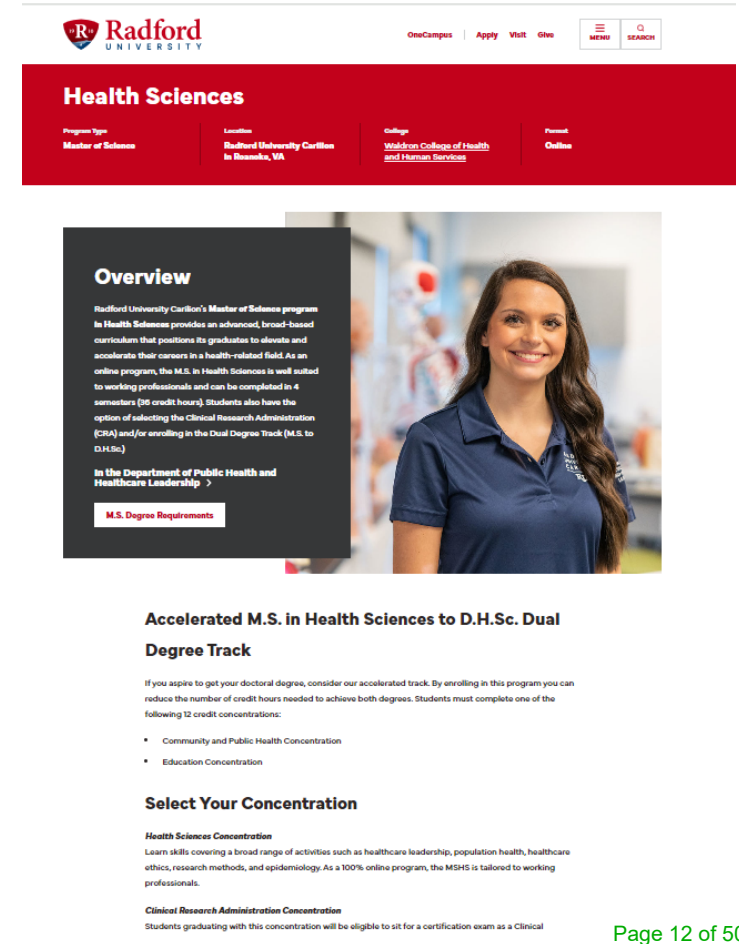 Radford
UNIVERSITY
OneCampus
Apply
Visit
Give
MENU
SEARCH
Health Sciences
Program Type
Master of Science
Location
Radford University Carilion
in Roanoke, VA
College
Waldron College of Health
and Human Services
Format
Online
Overview
Radford University Carilion's Master of Science program
in Health Sciences provides an advanced, broad-based
curriculum that positions its graduates to elevate and
accelerate their careers in a health-related field. As an
online program, the M.S. in Health Sciences is well suited
to working professionals and can be completed in 4
semesters (36 credit hours). Students also have the
option of selecting the Clinical Research Administration
(CRA) and/or enrolling in the Dual Degree Track (M.S. to
D.H.Sc.)
In the Department of Public Health and
Healthcare Leadership >
M.S. Degree Requirements
Accelerated M.S. in Health Sciences to D.H.Sc. Dual
Degree Track
If you aspire to get your doctoral degree, consider our accelerated track. By enrolling in this program you can
reduce the number of credit hours needed to achieve both degrees. Students must complete one of the
following 12 credit concentrations:
• Community and Public Health Concentration
• Education Concentration
Select Your Concentration
Health Sciences Concentration
Learn skills covering a broad range of activities such as healthcare leadership, population health, healthcare
ethics, research methods, and epidemiology. As a 100% online program, the MSHS is tailored to working
professionals.
Clinical Research Administration Concentration
Students graduating with this concentration will be eligible to sit for a certification exam as a Clinical
Page 12 of 50